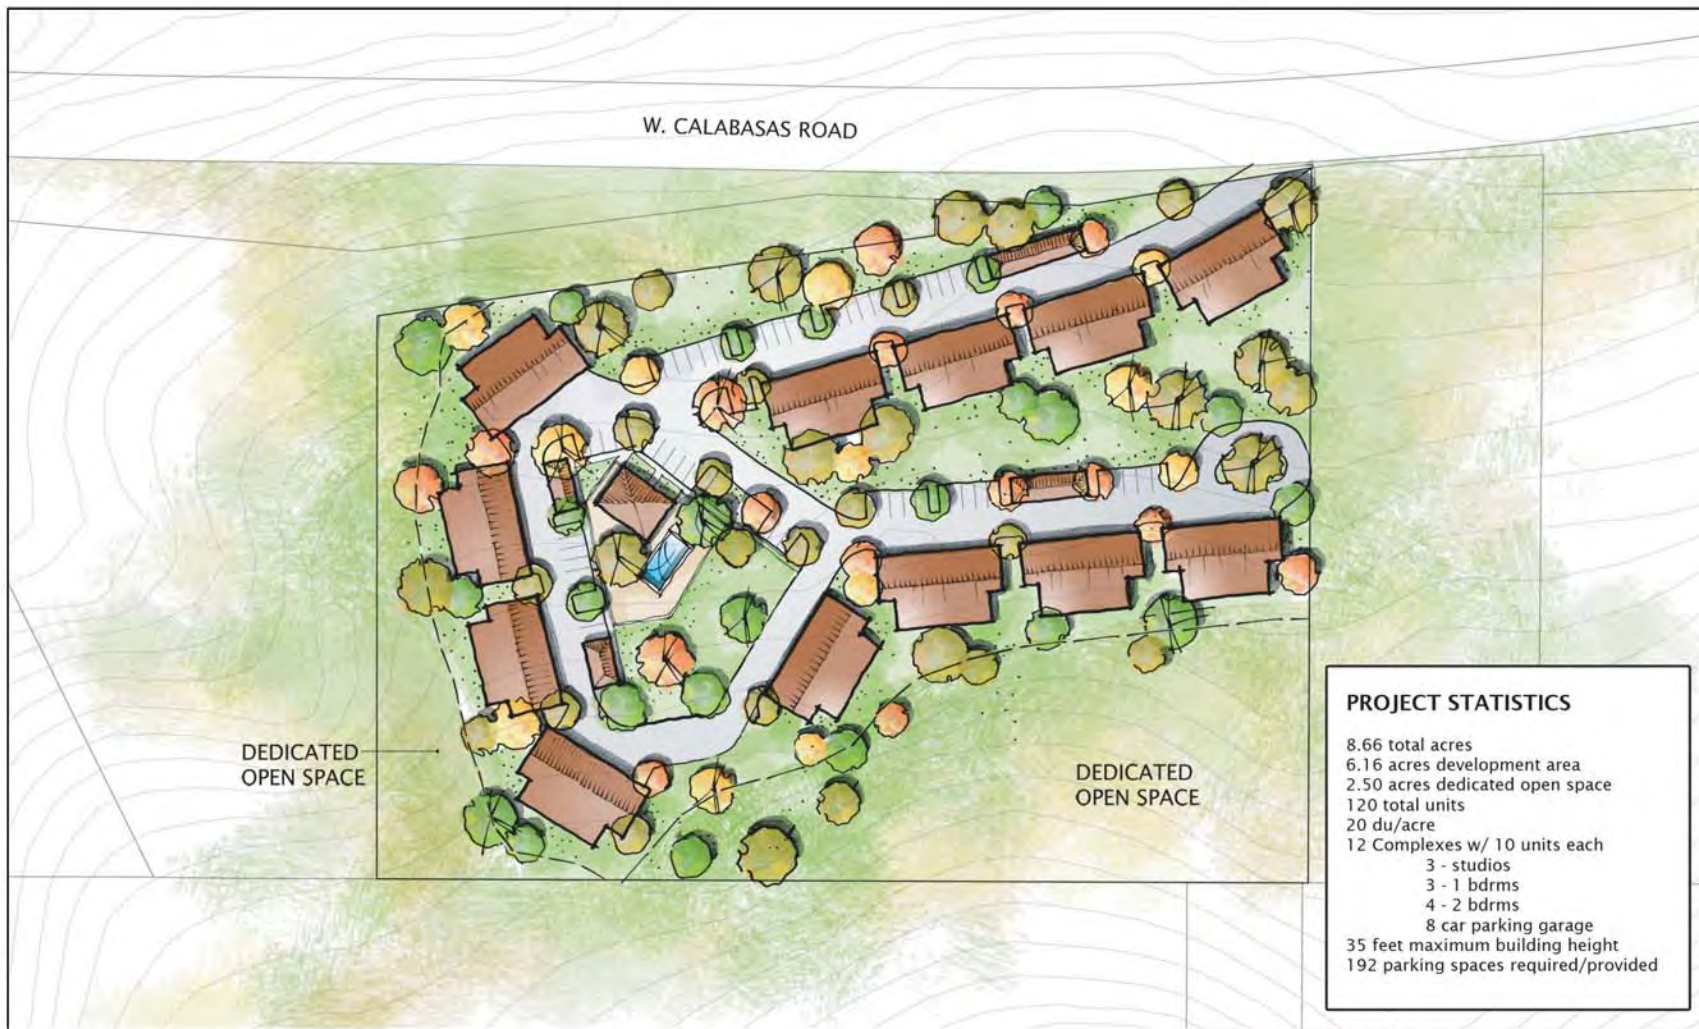 W. CALABASAS ROAD
DEDICATED
OPEN SPACE
DEDICATED
OPEN SPACE
PROJECT STATISTICS
8.66 total acres
6.16 acres development area
2.50 acres dedicated open space
120 total units
20 du/acre
12 Complexes w/ 10 units each
3 - studios
3 - 1 bdrms
4 - 2 bdrms
8 car parking garage
35 feet maximum building height
192 parking spaces required/provided